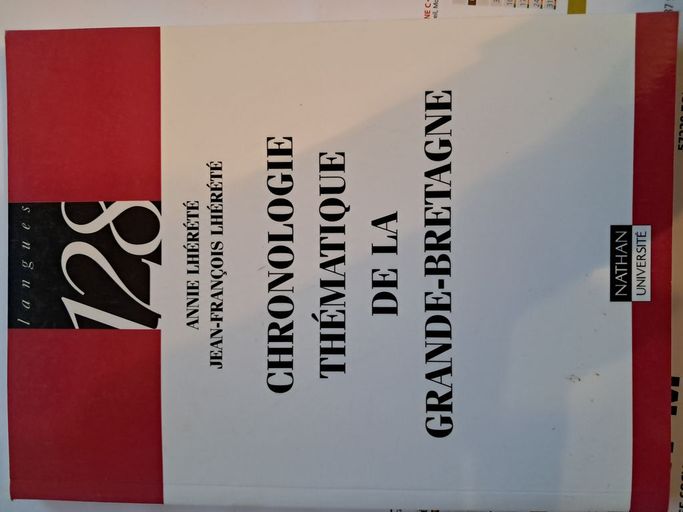 langues
128
ANNIE LHÉRÉTÉ
JEAN-FRANÇOIS LHÉRÉTÉ
CHRONOLOGIE
THÉMATIQUE
DE LA
GRANDE-BRETAGNE
NATHAN
UNIVERSITÉ